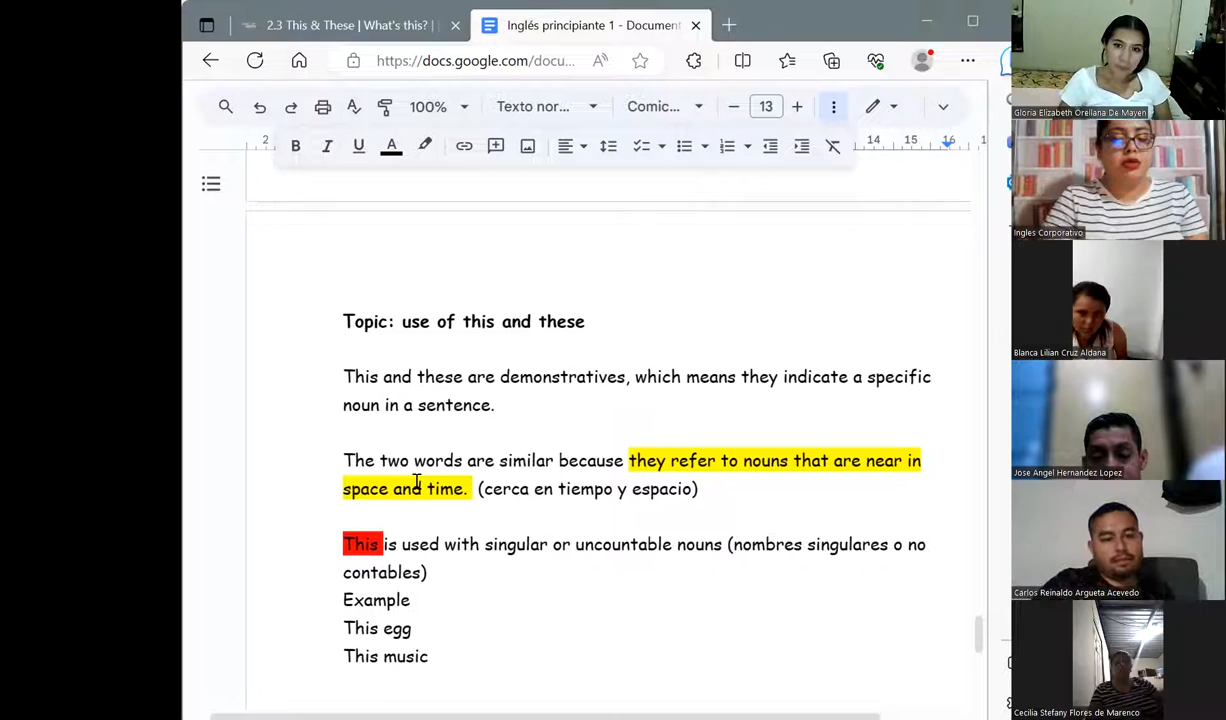 2.3 This & These | What's this? |
Inglés principiante 1 - Document
https://docs.google.com/docu...
100%
Texto nor...
Comic...
13
2
14
15
16
Topic: use of this and these
This and these are demonstratives, which means they indicate a specific
noun in a sentence.
The two words are similar because they refer to nouns that are near in
space and time. (cerca en tiempo y espacio)
This is used with singular or uncountable nouns (nombres singulares o no
contables)
Example
This egg
This music
Gloria Elizabeth Orellana De Mayen
Ingles Corporativo
Blanca Lilian Cruz Aldana
Jose Angel Hernandez Lopez
Carlos Reinaldo Argueta Acevedo
Cecilia Stefany Flores de Marenco